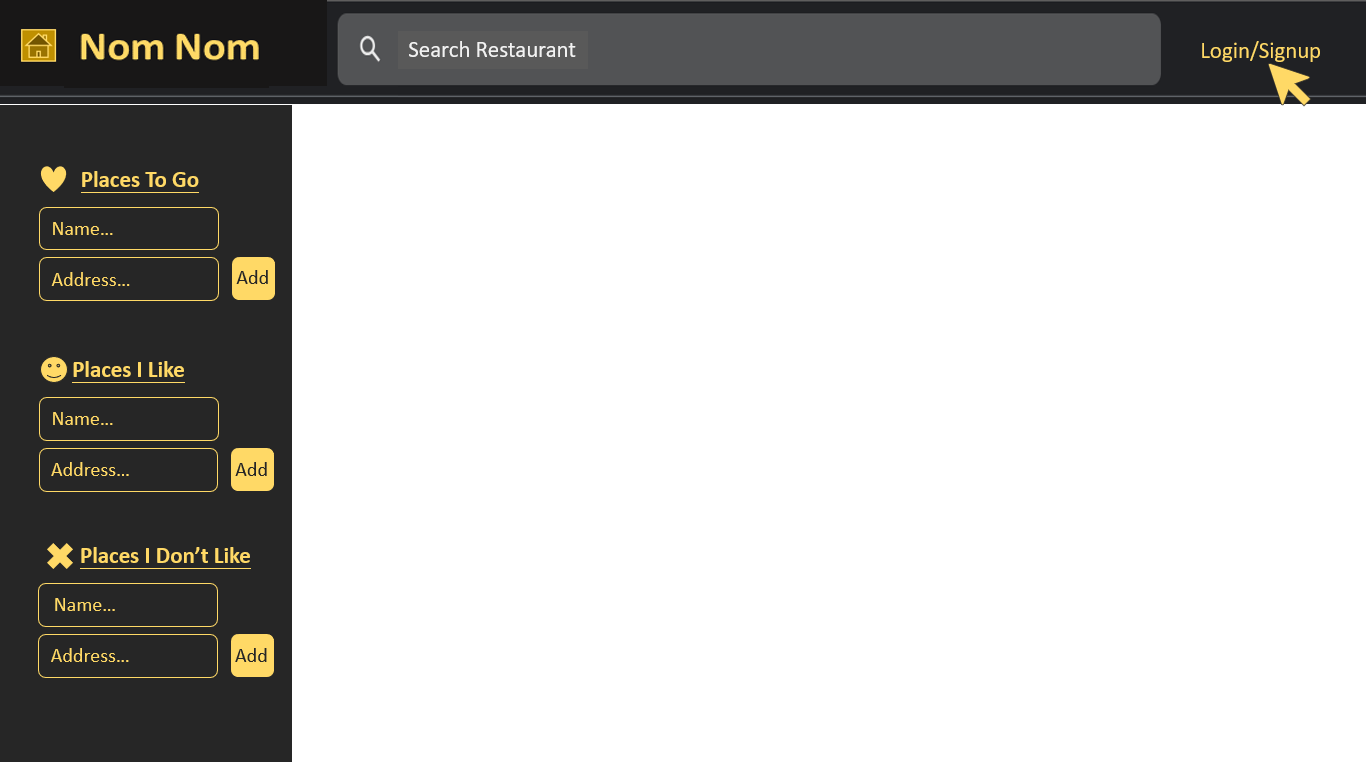 Nom Nom
Search Restaurant
Login/Signup
Places To Go
Name...
Address...
Add
Places I Like
Name...
Address...
Add
Places I Don’t Like
Name...
Address...
Add